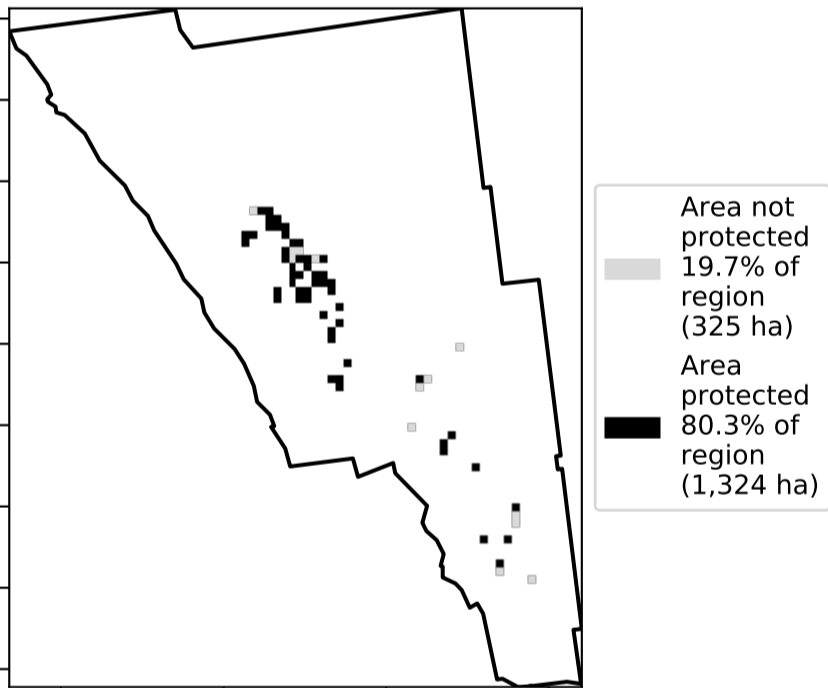 Area not
protected
19.7% of
region
(325 ha)
Area
protected
80.3% of
region
(1,324 ha)